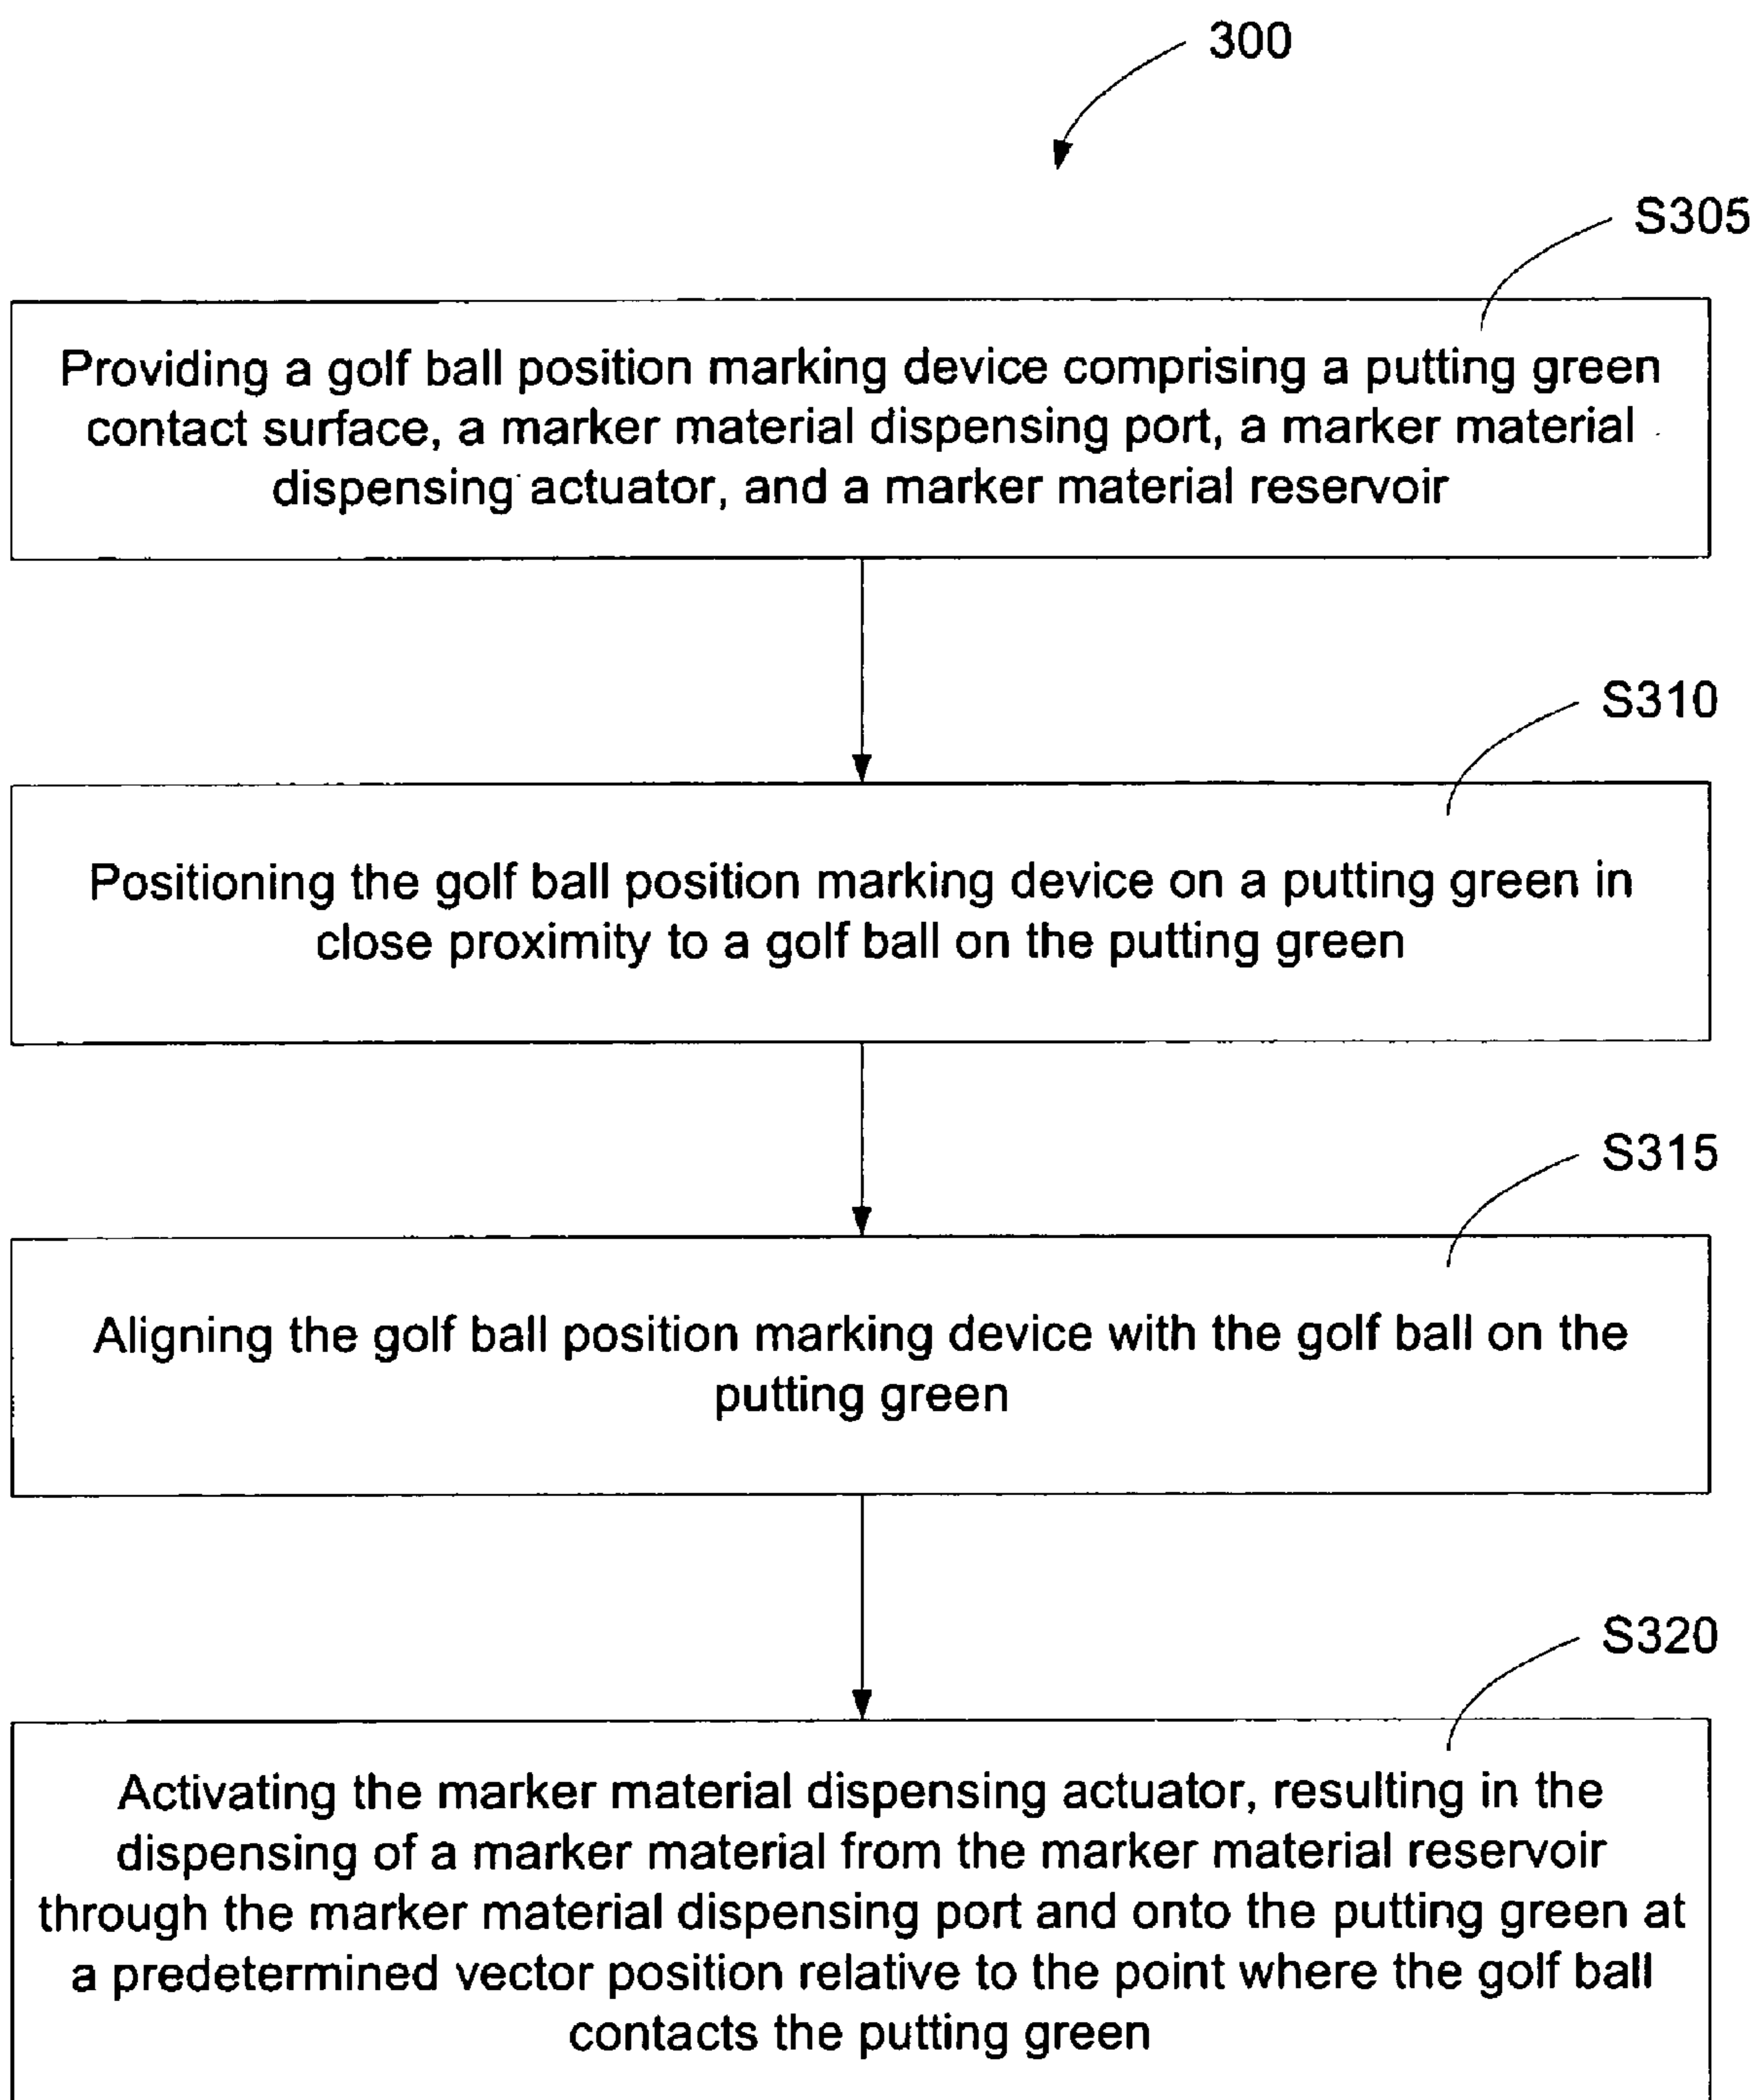 300
S305
Providing a golf ball position marking device comprising a putting green
contact surface, a marker material dispensing port, a marker material
dispensing actuator, and a marker material reservoir
S310
Positioning the golf ball position marking device on a putting green in
close proximity to a golf ball on the putting green
S315
Aligning the golf ball position marking device with the golf ball on the
putting green
S320
Activating the marker material dispensing actuator, resulting in the
dispensing of a marker material from the marker material reservoir
through the marker material dispensing port and onto the putting green at
a predetermined vector position relative to the point where the golf ball
contacts the putting green